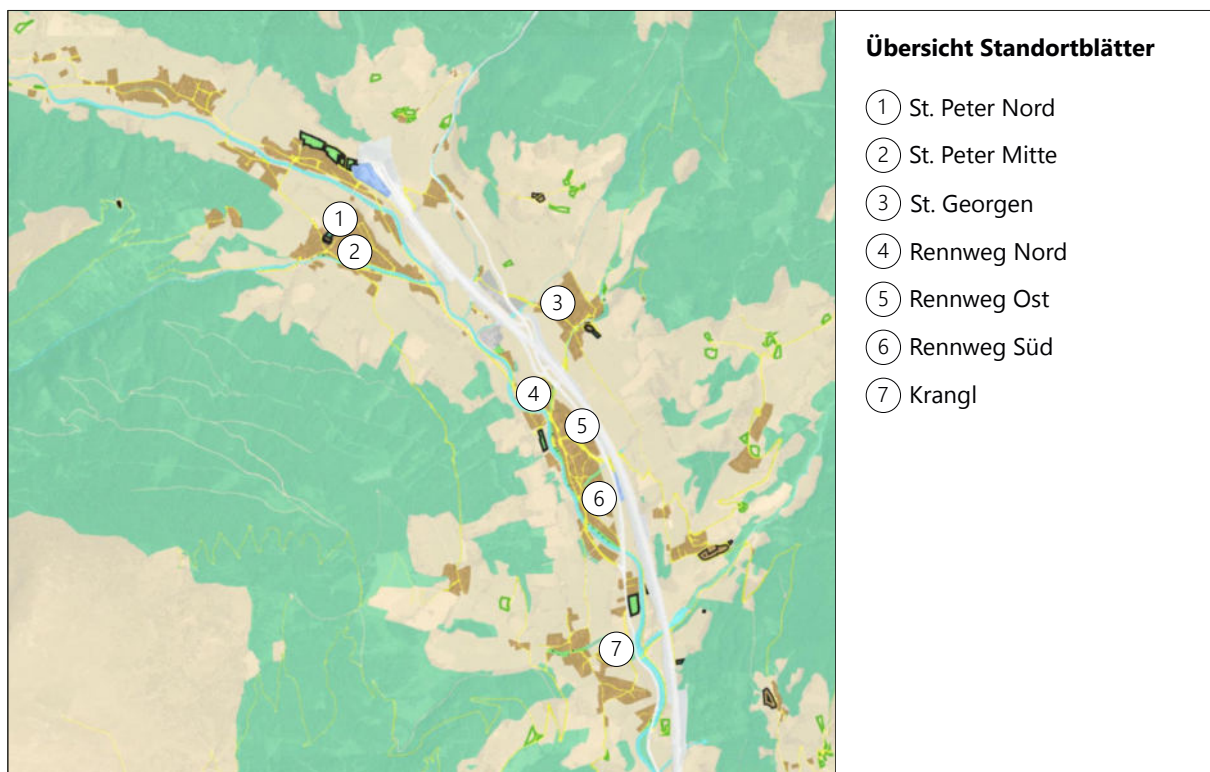 Übersicht Standortblätter
1 St. Peter Nord
2 St. Peter Mitte
3 St. Georgen
4 Rennweg Nord
5 Rennweg Ost
6 Rennweg Süd
7 Krangl
1
2
3
4
5
6
7